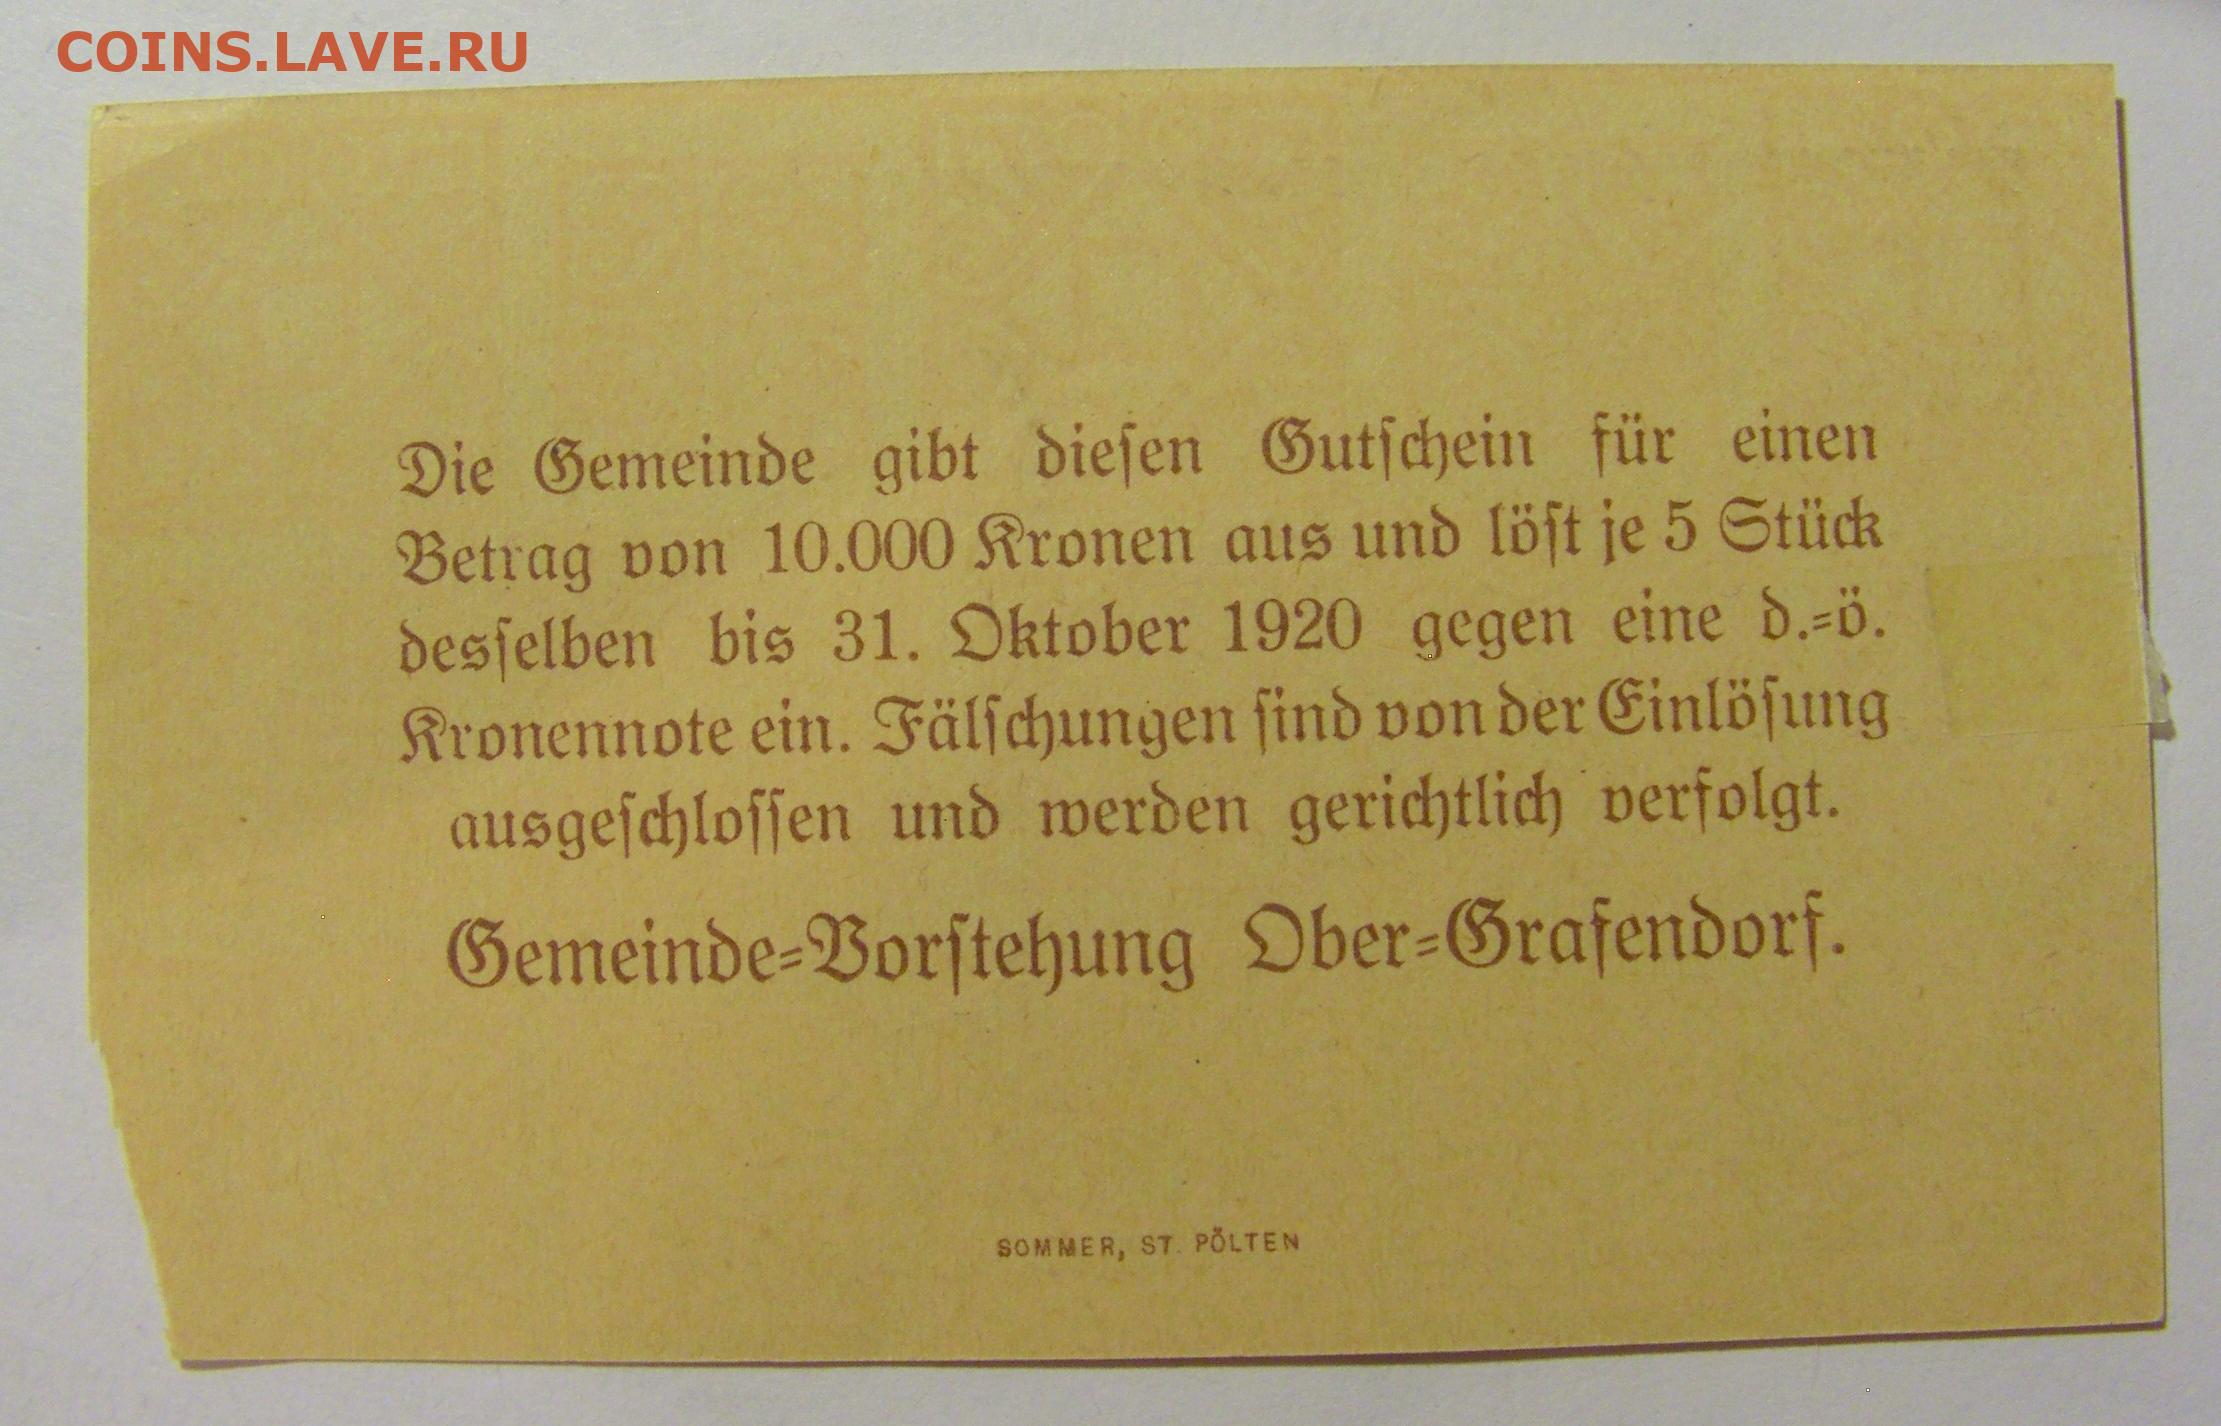 COINS.LAVE.RU
Die Gemeinde gibt dieſen Gutſchein für einen
Betrag von 10.000 Kronen aus und löſt je 5 Stück
desſelben bis 31. Oktober 1920 gegen eine d.=ö.
Kronennote ein. Fälſchungen ſind von der Einlöſung
ausgeſchloſſen und werden gerichtlich verfolgt.
Gemeinde=Vorſtehung Ober=Grafendorf.
SOMMER, ST. PÖLTEN